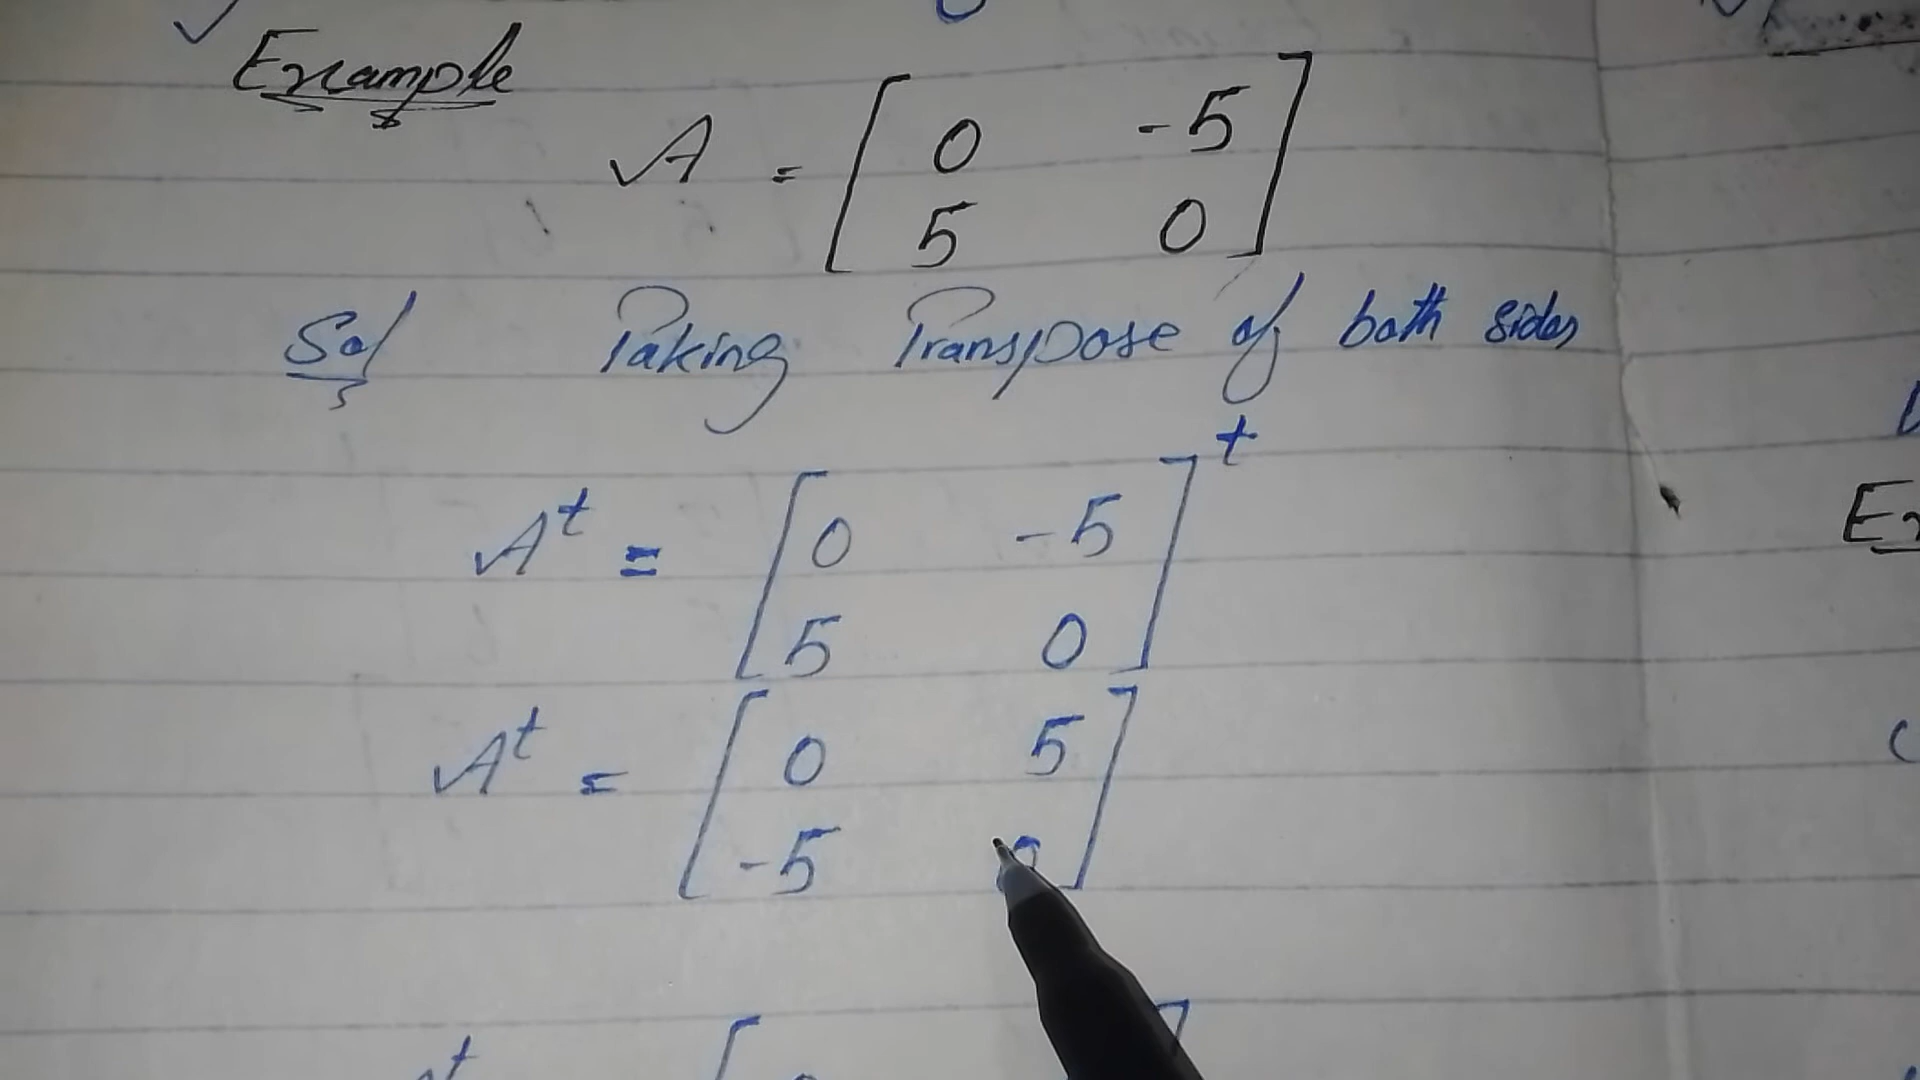 Example
A = [ 0 -5
5 0 ]
Sol Taking Transpose of both sides
A^t = [ 0 -5
5 0 ]^t
A^t = [ 0 5
-5 0 ]